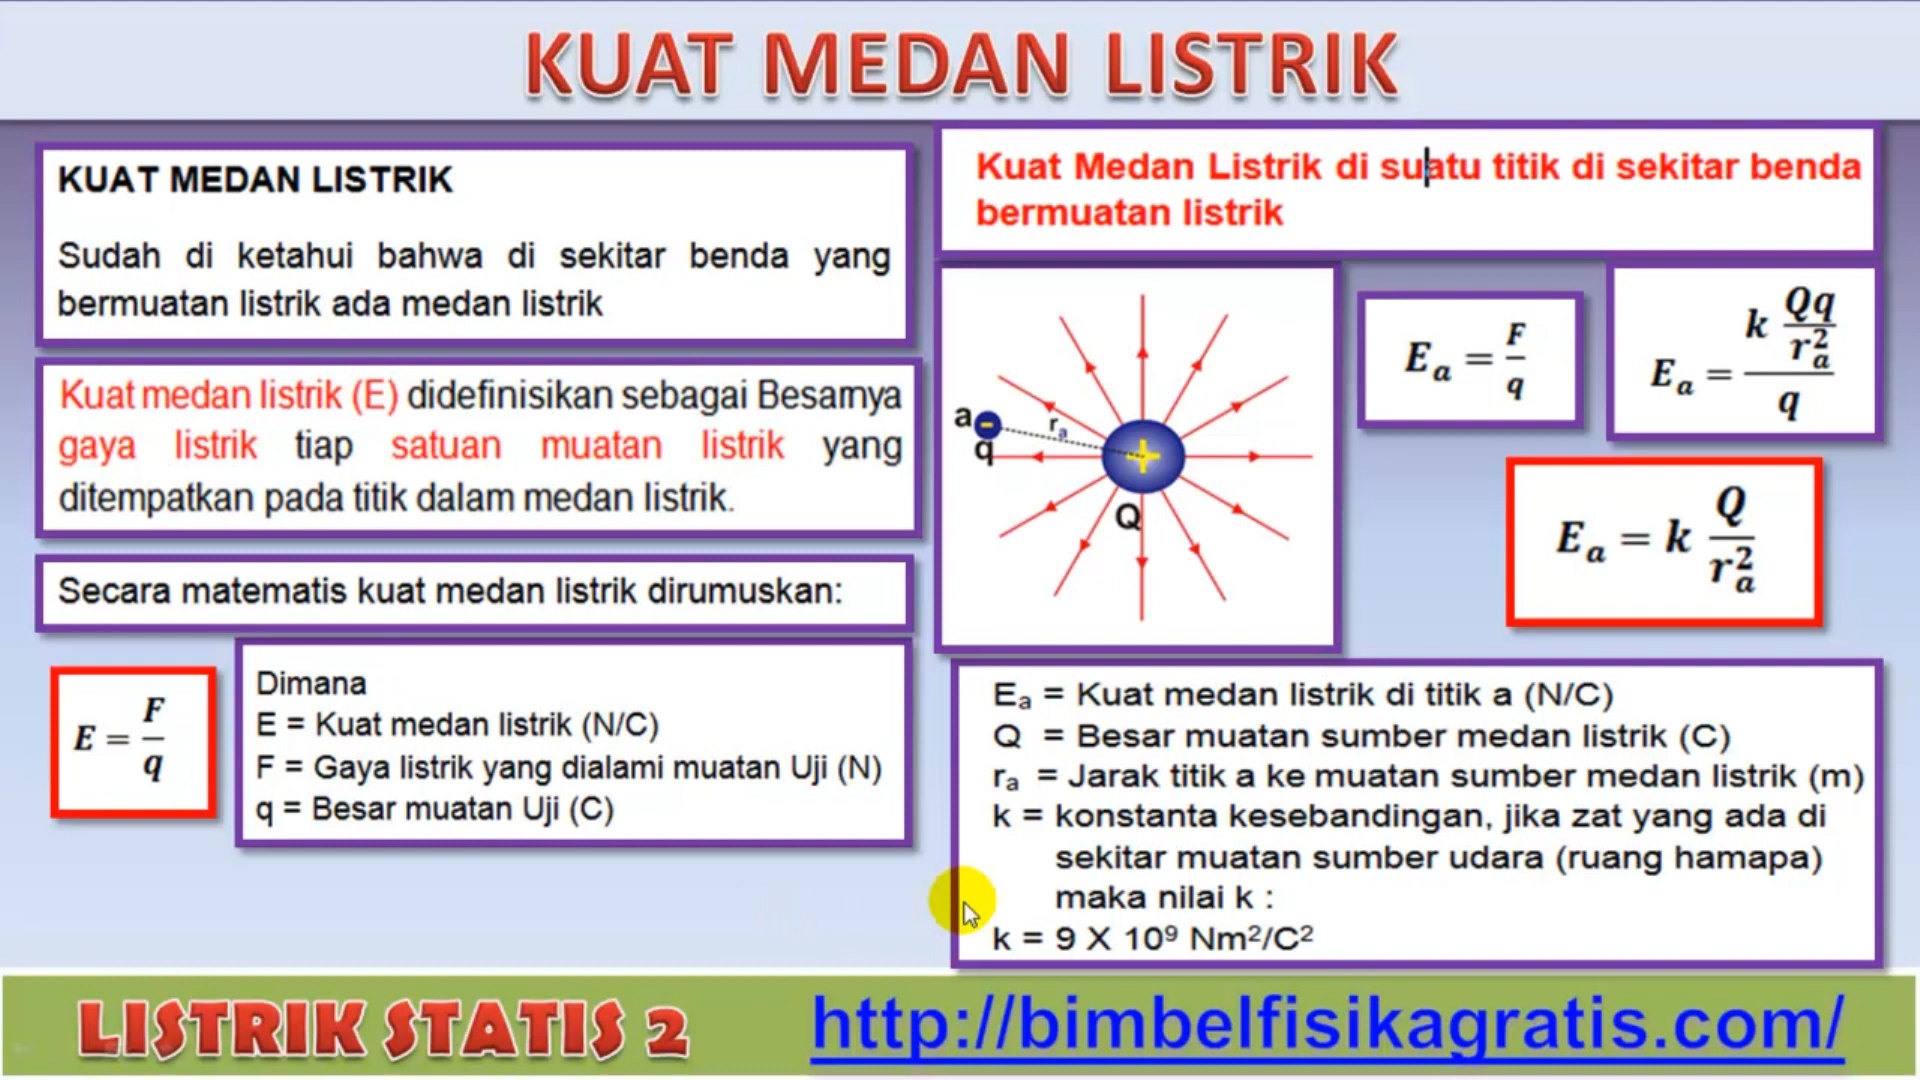 KUAT MEDAN LISTRIK
KUAT MEDAN LISTRIK
Sudah di ketahui bahwa di sekitar benda yang
bermuatan listrik ada medan listrik
Kuat medan listrik (E) didefinisikan sebagai Besarnya
gaya listrik tiap satuan muatan listrik yang
ditempatkan pada titik dalam medan listrik.
Secara matematis kuat medan listrik dirumuskan:
E = F/q
Dimana
E = Kuat medan listrik (N/C)
F = Gaya listrik yang dialami muatan Uji (N)
q = Besar muatan Uji (C)
Kuat Medan Listrik di suatu titik di sekitar benda
bermuatan listrik
a - rₐ
q +
Q
Eₐ = F/q
Eₐ = (k Qq/rₐ²)/q
Eₐ = k Q/rₐ²
Eₐ = Kuat medan listrik di titik a (N/C)
Q = Besar muatan sumber medan listrik (C)
rₐ = Jarak titik a ke muatan sumber medan listrik (m)
k = konstanta kesebandingan, jika zat yang ada di
sekitar muatan sumber udara (ruang hamapa)
maka nilai k :
k = 9 X 10⁹ Nm²/C²
LISTRIK STATIS 2
http://bimbelfisikagratis.com/